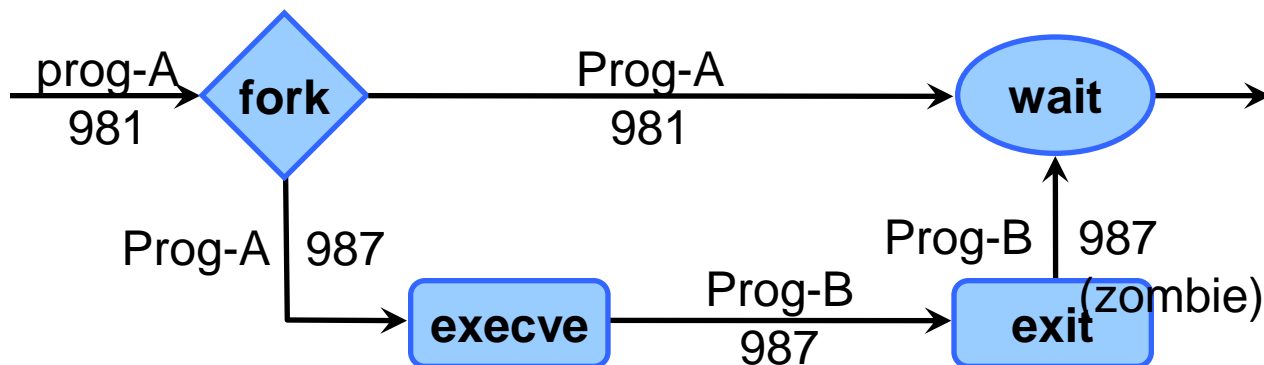 prog-A
981
fork
Prog-A
981
wait
Prog-A 987
execve
Prog-B
987
exit
Prog-B 987
(zombie)